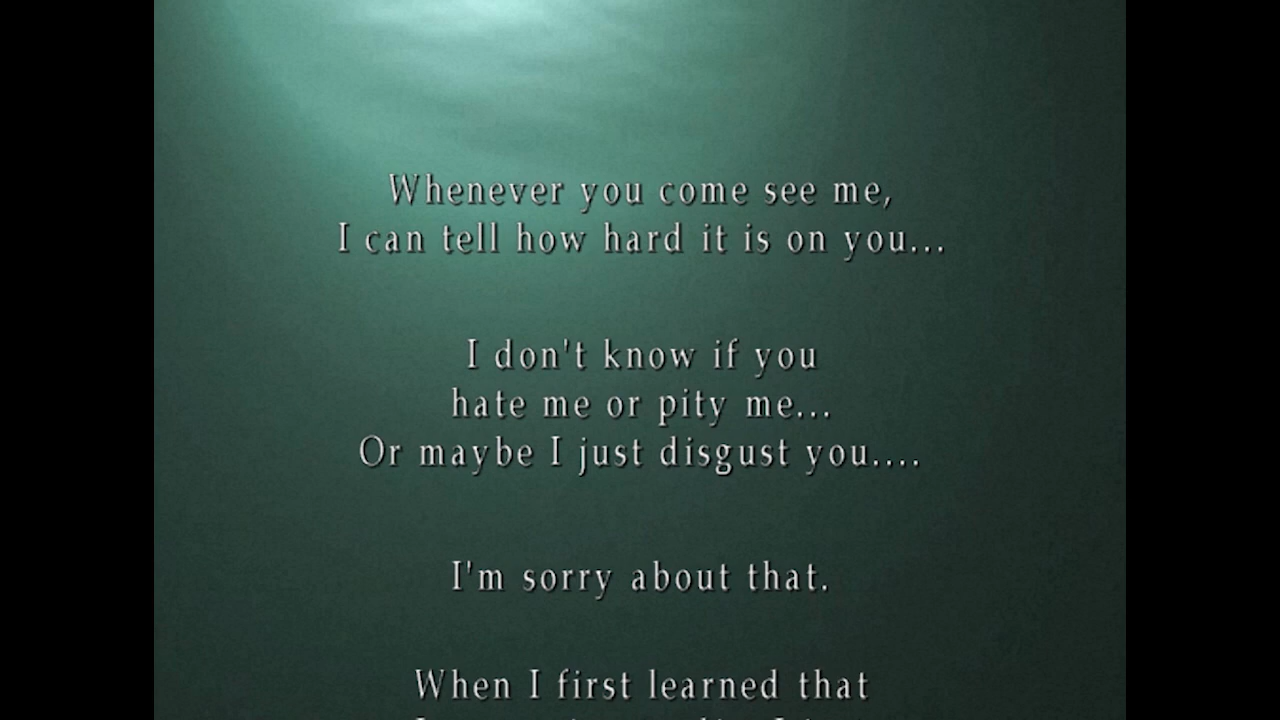 Whenever you come see me,
I can tell how hard it is on you...
I don't know if you
hate me or pity me...
Or maybe I just disgust you....
I'm sorry about that.
When I first learned that